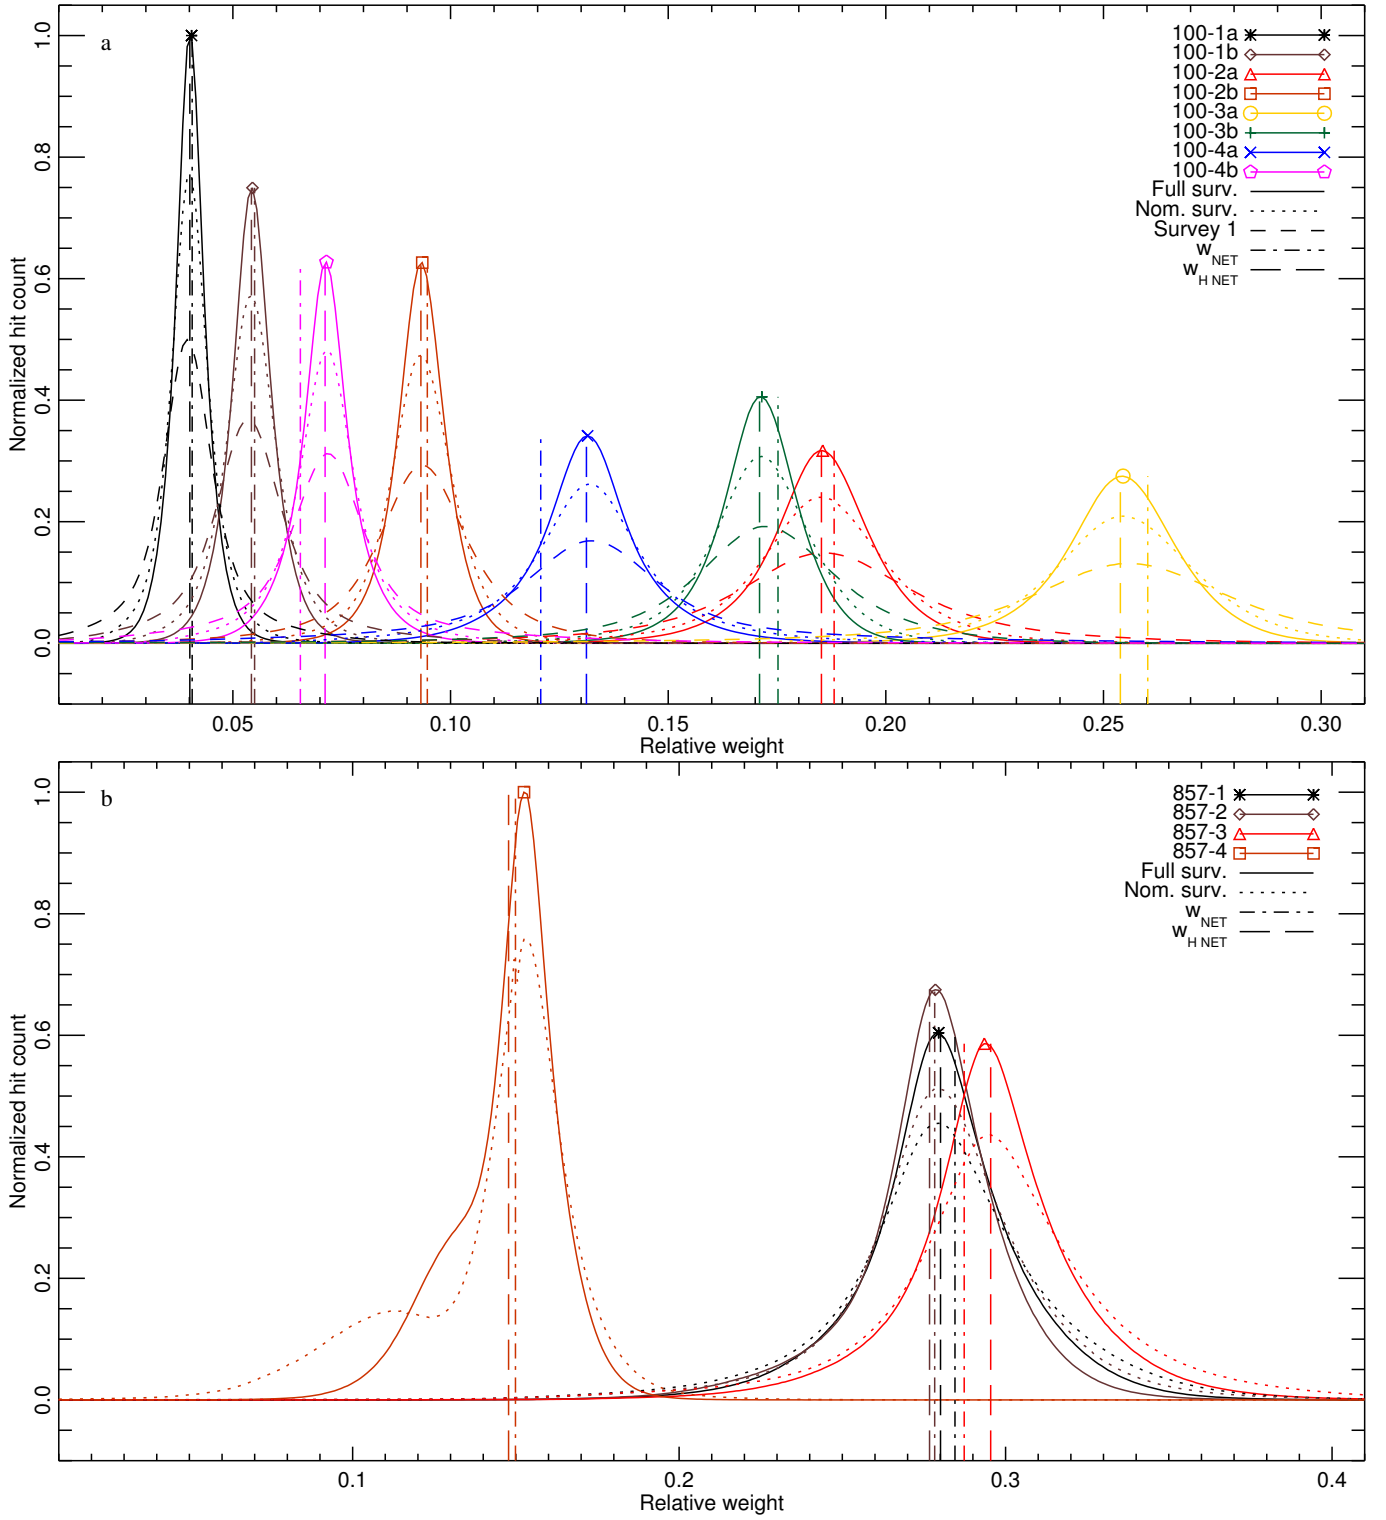 a
100-1a
100-1b
100-2a
100-2b
100-3a
100-3b
100-4a
100-4b
Full surv.
Nom. surv.
Survey 1
w NET
w H NET
Normalized hit count
1.0
0.8
0.6
0.4
0.2
0.0
0.05 0.10 0.15 0.20 0.25 0.30
Relative weight
b
857-1
857-2
857-3
857-4
Full surv.
Nom. surv.
w NET
w H NET
Normalized hit count
1.0
0.8
0.6
0.4
0.2
0.0
0.1 0.2 0.3 0.4
Relative weight